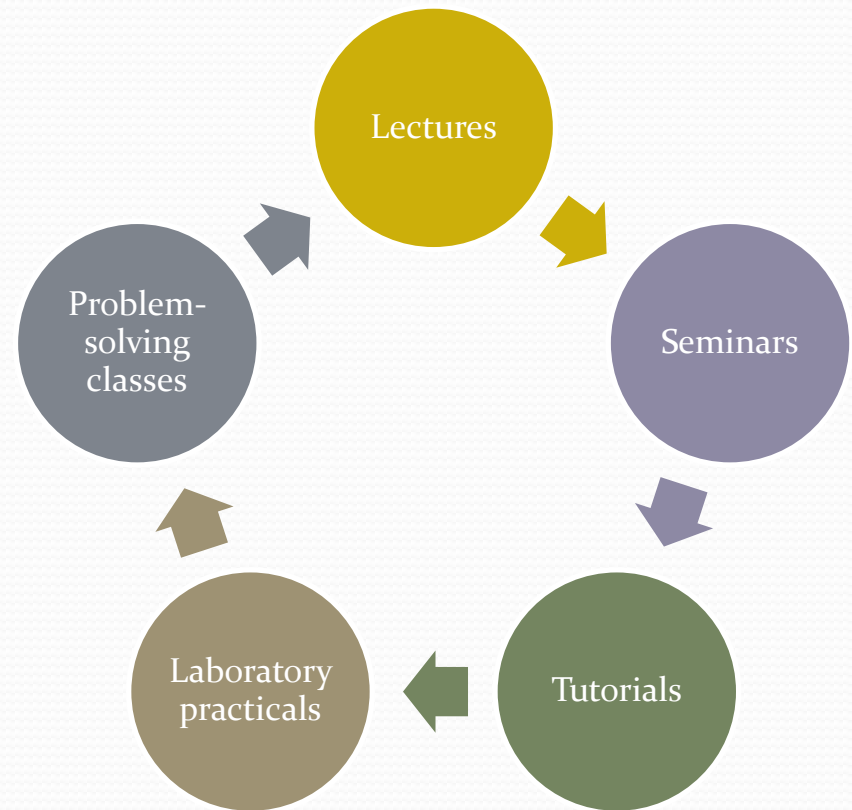 Lectures
Seminars
Tutorials
Laboratory
practicals
Problem-
solving
classes